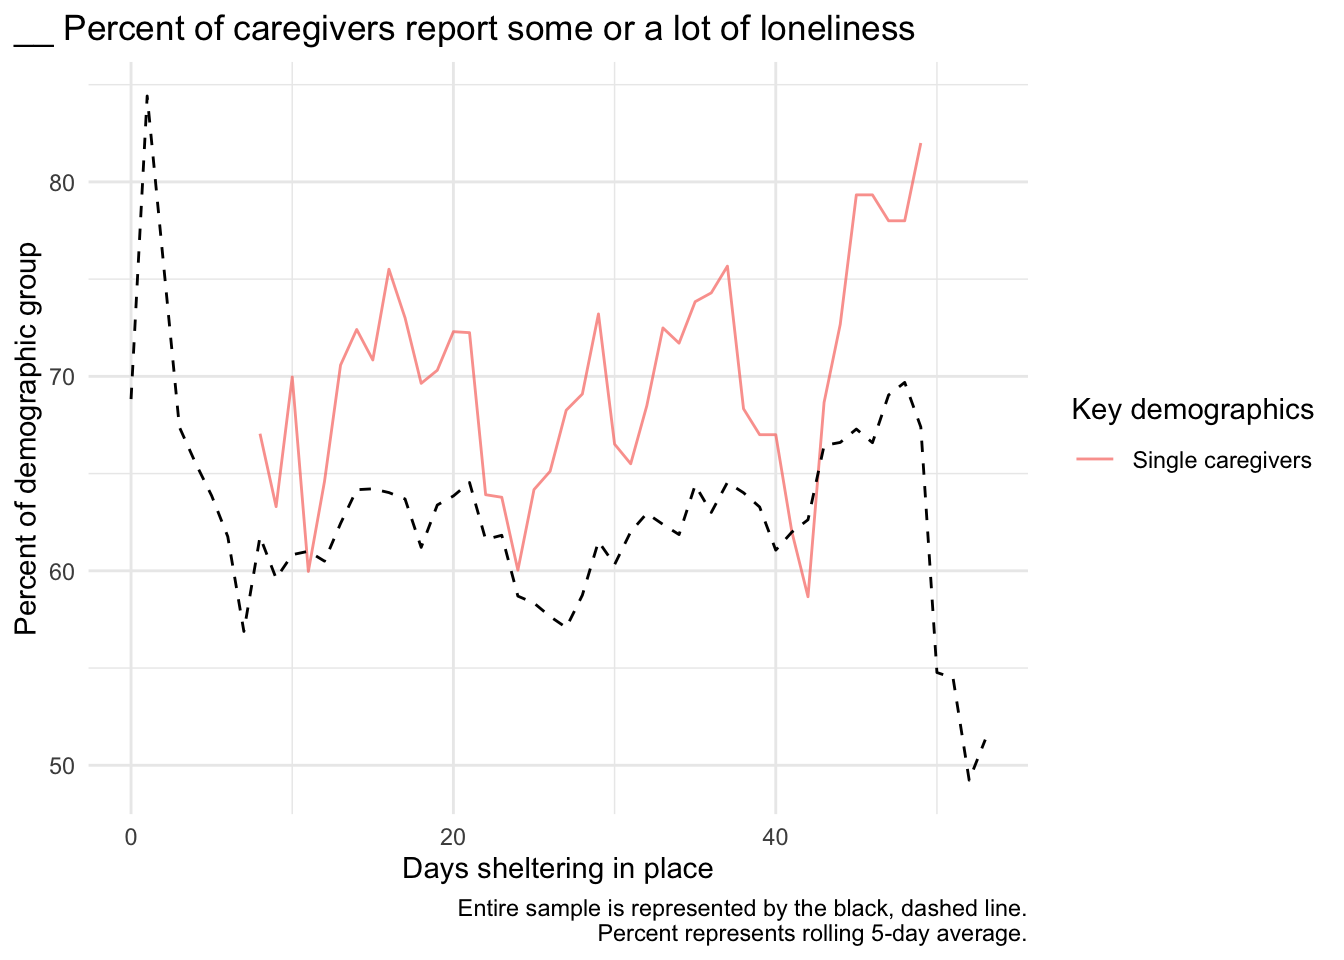 __ Percent of caregivers report some or a lot of loneliness
Percent of demographic group
80
70
60
50
0
20
40
Days sheltering in place
Key demographics
Single caregivers
Entire sample is represented by the black, dashed line.
Percent represents rolling 5-day average.